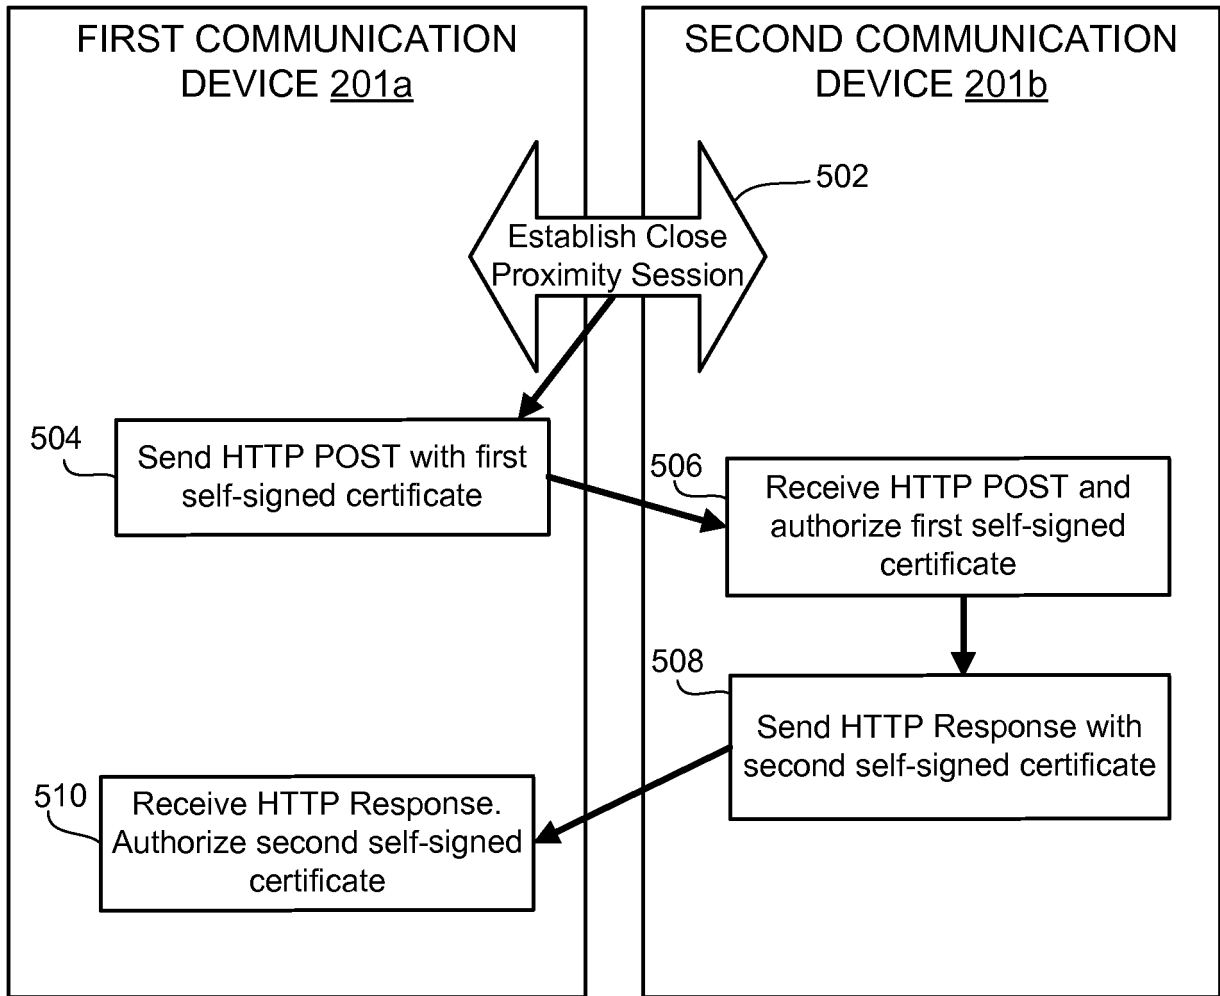 FIRST COMMUNICATION
DEVICE 201a
SECOND COMMUNICATION
DEVICE 201b
502
Establish Close
Proximity Session
504
Send HTTP POST with first
self-signed certificate
506
Receive HTTP POST and
authorize first self-signed
certificate
508
Send HTTP Response with
second self-signed certificate
510
Receive HTTP Response.
Authorize second self-signed
certificate